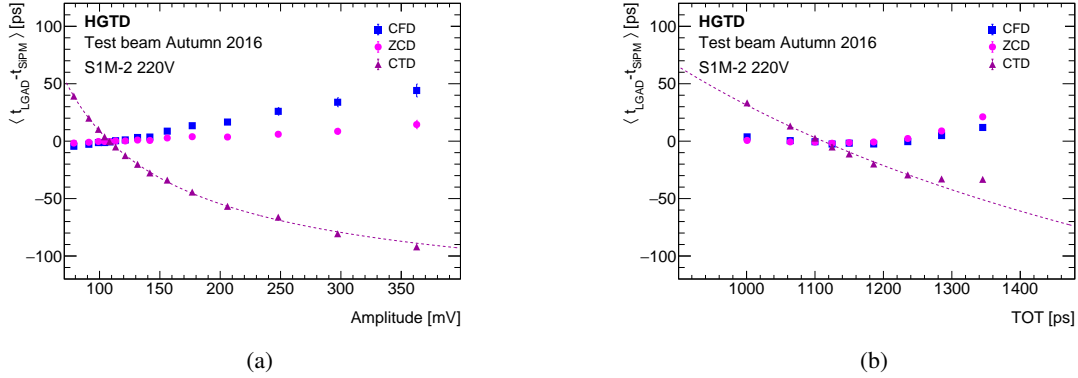 ⟨ t_LGAD-t_SiPM ⟩ [ps]
100
50
0
−50
−100
HGTD
Test beam Autumn 2016
S1M-2 220V
CFD
ZCD
CTD
100 150 200 250 300 350
Amplitude [mV]
(a)
⟨ t_LGAD-t_SiPM ⟩ [ps]
100
50
0
−50
−100
HGTD
Test beam Autumn 2016
S1M-2 220V
CFD
ZCD
CTD
1000 1100 1200 1300 1400
TOT [ps]
(b)